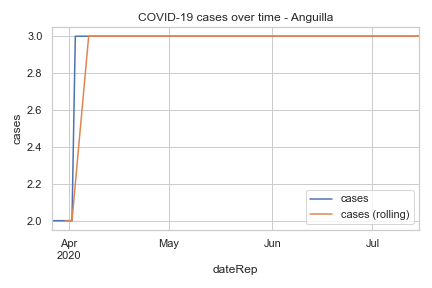 COVID-19 cases over time - Anguilla
cases
3.0
2.8
2.6
2.4
2.2
2.0
cases
cases (rolling)
Apr
2020
May
Jun
Jul
dateRep